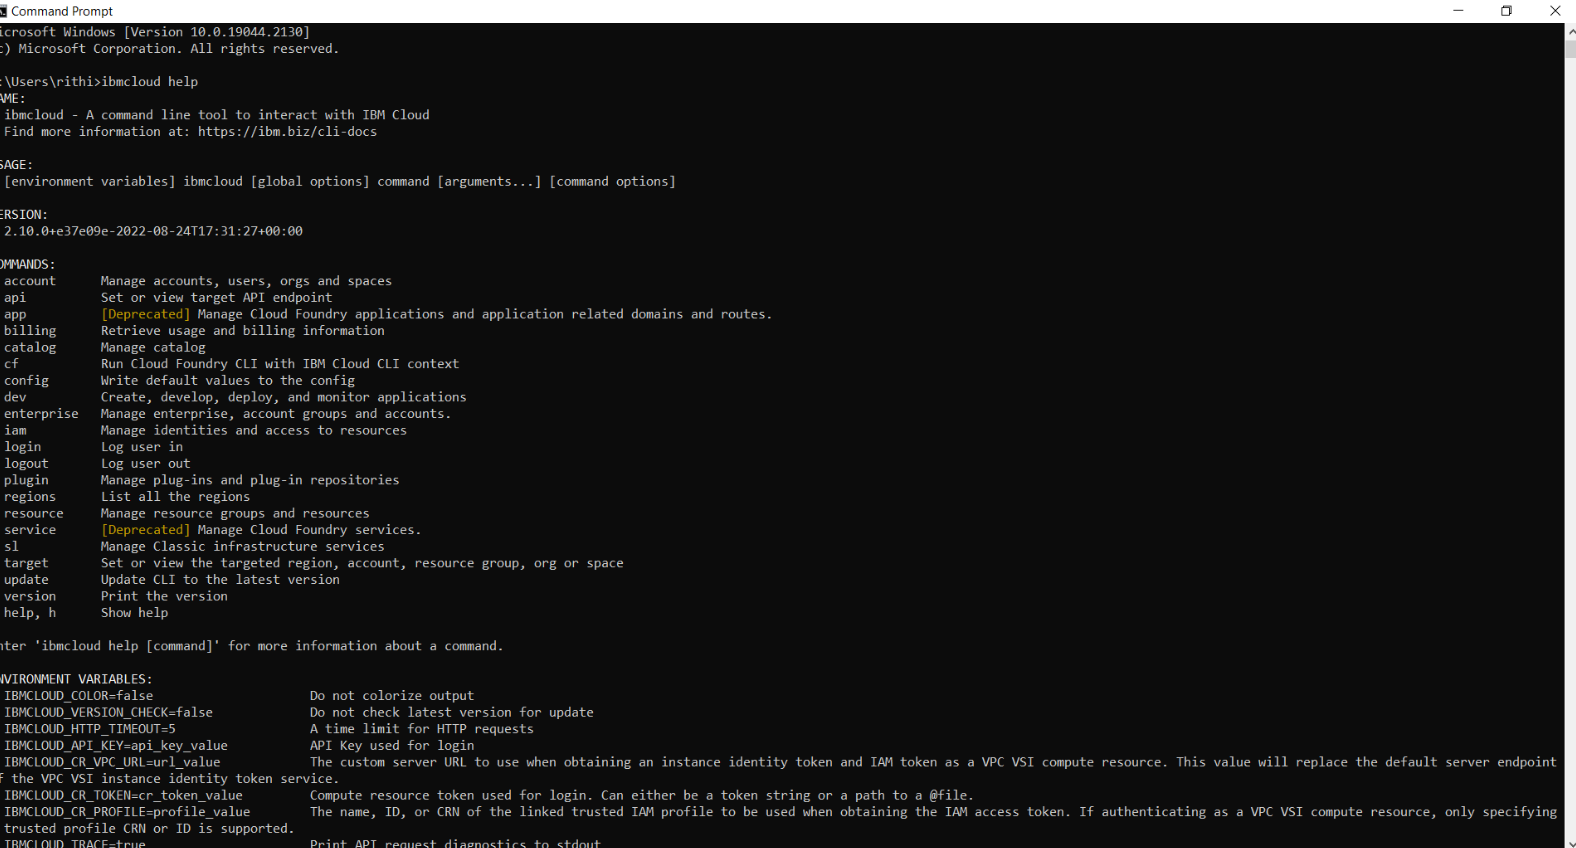 Command Prompt
icrosoft Windows [Version 10.0.19044.2130]
c) Microsoft Corporation. All rights reserved.
:\Users\rithi>ibmcloud help
AME:
ibmcloud - A command line tool to interact with IBM Cloud
Find more information at: https://ibm.biz/cli-docs
SAGE:
[environment variables] ibmcloud [global options] command [arguments...] [command options]
ERSION:
2.10.0+e37e09e-2022-08-24T17:31:27+00:00
OMMANDS:
account Manage accounts, users, orgs and spaces
api Set or view target API endpoint
app [Deprecated] Manage Cloud Foundry applications and application related domains and routes.
billing Retrieve usage and billing information
catalog Manage catalog
cf Run Cloud Foundry CLI with IBM Cloud CLI context
config Write default values to the config
dev Create, develop, deploy, and monitor applications
enterprise Manage enterprise, account groups and accounts.
iam Manage identities and access to resources
login Log user in
logout Log user out
plugin Manage plug-ins and plug-in repositories
regions List all the regions
resource Manage resource groups and resources
service [Deprecated] Manage Cloud Foundry services.
sl Manage Classic infrastructure services
target Set or view the targeted region, account, resource group, org or space
update Update CLI to the latest version
version Print the version
help, h Show help
nter 'ibmcloud help [command]' for more information about a command.
NVIRONMENT VARIABLES:
IBMCLOUD_COLOR=false Do not colorize output
IBMCLOUD_VERSION_CHECK=false Do not check latest version for update
IBMCLOUD_HTTP_TIMEOUT=5 A time limit for HTTP requests
IBMCLOUD_API_KEY=api_key_value API Key used for login
IBMCLOUD_CR_VPC_URL=url_value The custom server URL to use when obtaining an instance identity token and IAM token as a VPC VSI compute resource. This value will replace the default server endpoint
f the VPC VSI instance identity token service.
IBMCLOUD_CR_TOKEN=cr_token_value Compute resource token used for login. Can either be a token string or a path to a @file.
IBMCLOUD_CR_PROFILE=profile_value The name, ID, or CRN of the linked trusted IAM profile to be used when obtaining the IAM access token. If authenticating as a VPC VSI compute resource, only specifying
trusted profile CRN or ID is supported.
IBMCLOUD_TRACE=true Print API request diagnostics to stdout